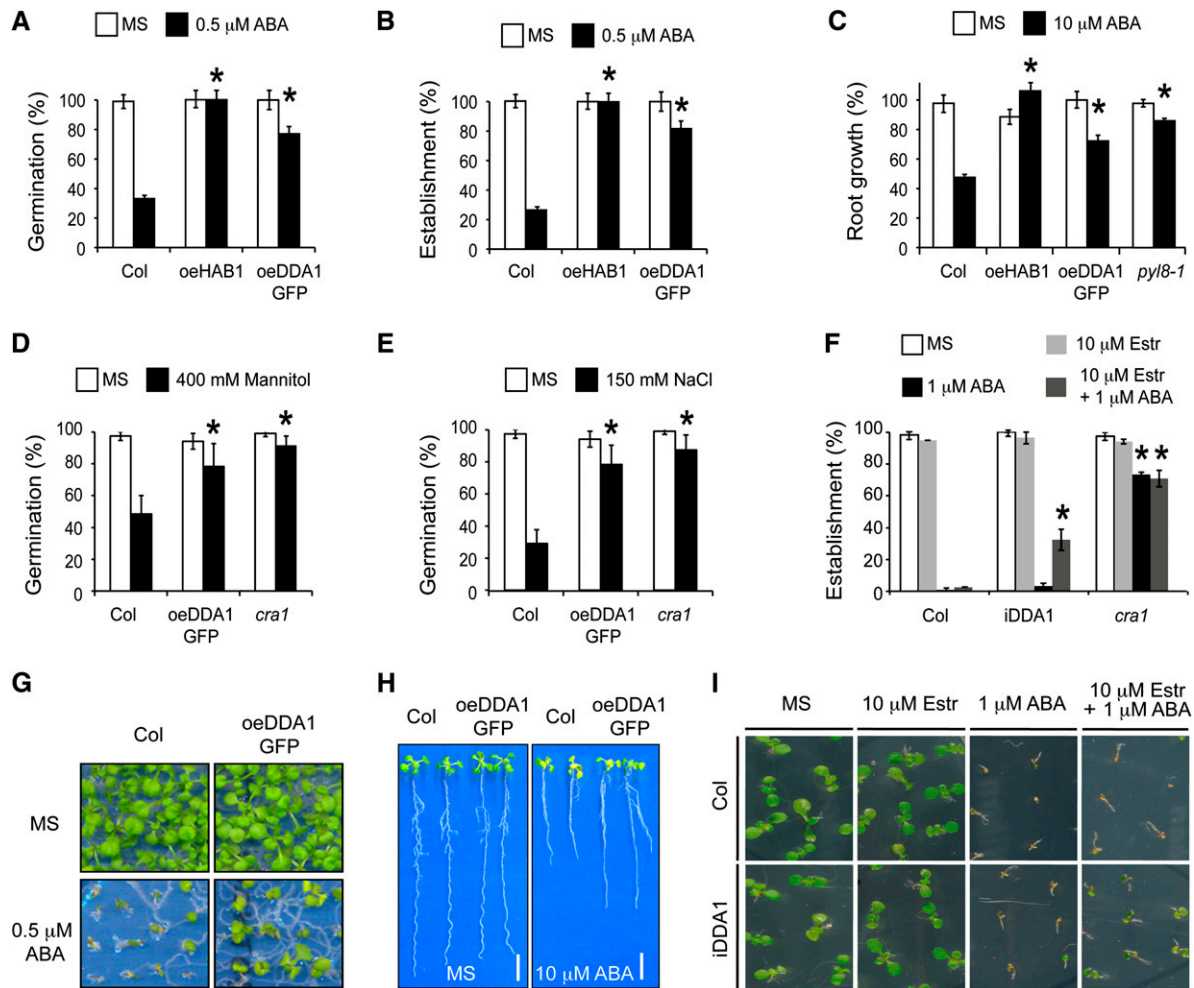 A
MS 0.5 μM ABA
Germination (%)
100
80
60
40
20
0
* *
Col oeHAB1 oeDDA1
GFP
B
MS 0.5 μM ABA
Establishment (%)
100
80
60
40
20
0
* *
Col oeHAB1 oeDDA1
GFP
C
MS 10 μM ABA
Root growth (%)
100
80
60
40
20
0
* * *
Col oeHAB1 oeDDA1 pyl8-1
GFP
D
MS 400 mM Mannitol
Germination (%)
100
80
60
40
20
0
* *
Col oeDDA1 cra1
GFP
E
MS 150 mM NaCl
Germination (%)
100
80
60
40
20
0
* *
Col oeDDA1 cra1
GFP
F
MS 10 μM Estr
1 μM ABA 10 μM Estr
+ 1 μM ABA
Establishment (%)
100
80
60
40
20
0
* * *
Col iDDA1 cra1
G
Col oeDDA1
GFP
MS
0.5 μM
ABA
H
Col oeDDA1 Col oeDDA1
GFP GFP
MS 10 μM ABA
I
MS 10 μM Estr 1 μM ABA 10 μM Estr
+ 1 μM ABA
Col
iDDA1